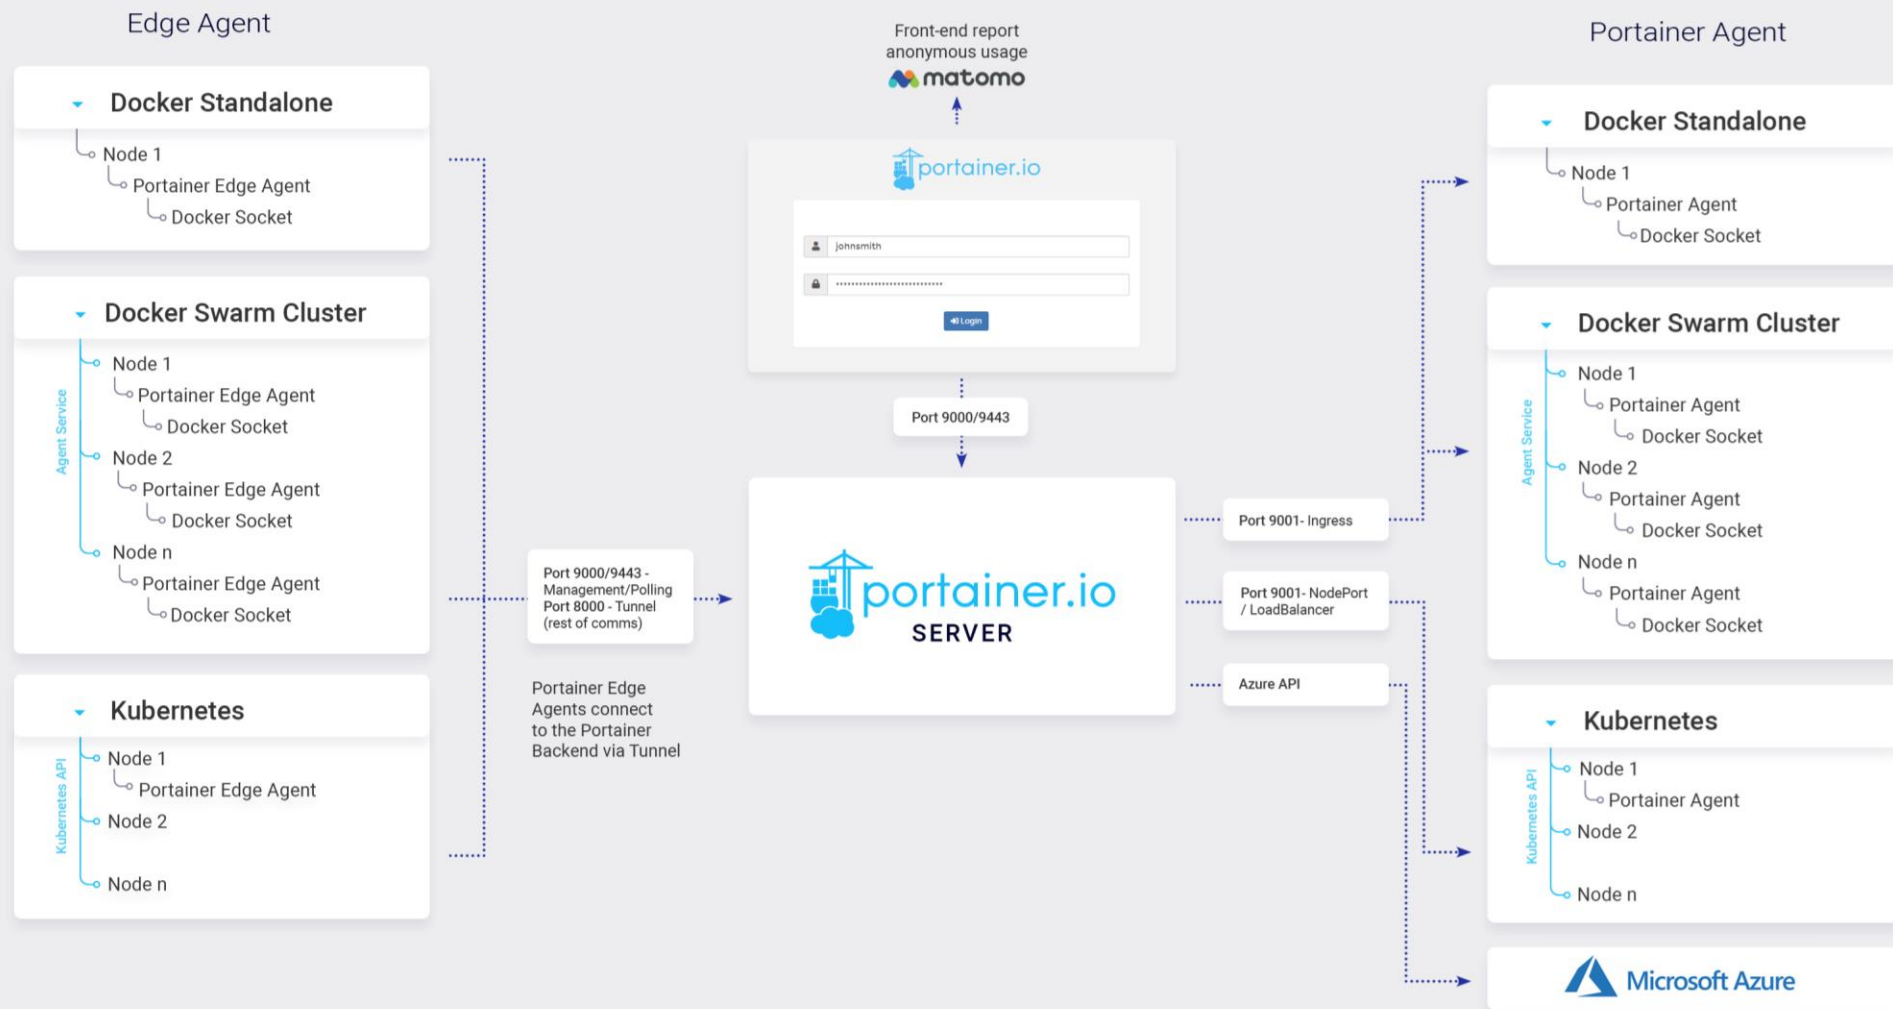 Edge Agent
Docker Standalone
Node 1
Portainer Edge Agent
Docker Socket
Docker Swarm Cluster
Agent Service
Node 1
Portainer Edge Agent
Docker Socket
Node 2
Portainer Edge Agent
Docker Socket
Node n
Portainer Edge Agent
Docker Socket
Kubernetes
Kubernetes API
Node 1
Portainer Edge Agent
Node 2
Node n
Port 9000/9443 -
Management/Polling
Port 8000 - Tunnel
(rest of comms)
Portainer Edge
Agents connect
to the Portainer
Backend via Tunnel
Front-end report
anonymous usage
matomo
portainer.io
johnsmith
Login
Port 9000/9443
portainer.io
SERVER
Port 9001- Ingress
Port 9001- NodePort
/ LoadBalancer
Azure API
Portainer Agent
Docker Standalone
Node 1
Portainer Agent
Docker Socket
Docker Swarm Cluster
Agent Service
Node 1
Portainer Agent
Docker Socket
Node 2
Portainer Agent
Docker Socket
Node n
Portainer Agent
Docker Socket
Kubernetes
Kubernetes API
Node 1
Portainer Agent
Node 2
Node n
Microsoft Azure